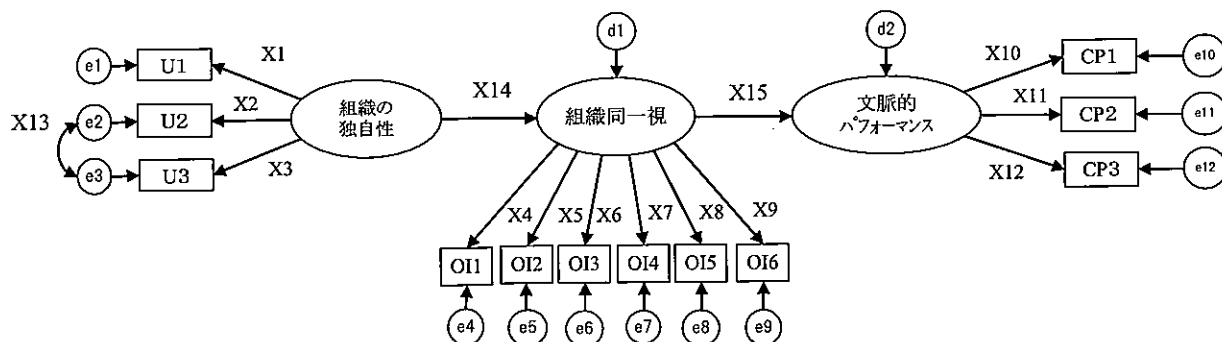 d1
d2
e1
U1
X1
X10
CP1
e10
X13
e2
U2
X2
組織の
独自性
X14
組織同一視
X15
文脈的
パフォーマンス
X11
CP2
e11
e3
U3
X3
X12
CP3
e12
X4
X5
X6
X7
X8
X9
OI1
OI2
OI3
OI4
OI5
OI6
e4
e5
e6
e7
e8
e9